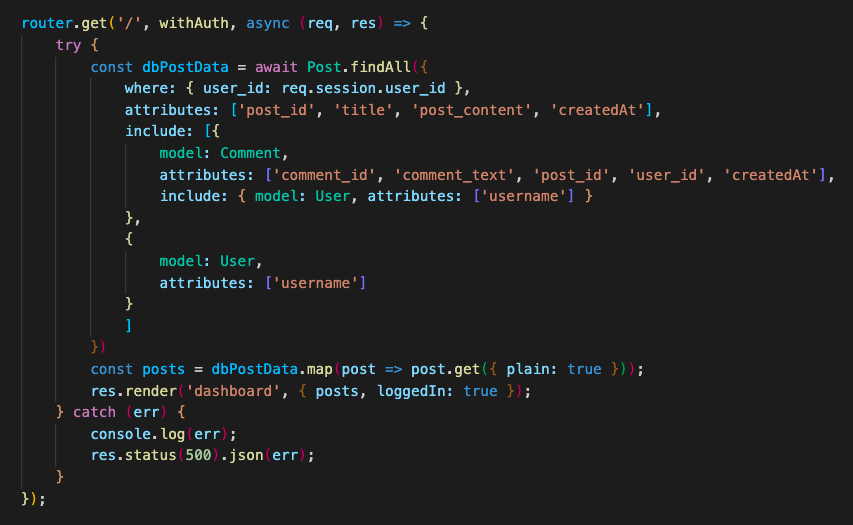 router.get('/', withAuth, async (req, res) => {
    try {
        const dbPostData = await Post.findAll({
            where: { user_id: req.session.user_id },
            attributes: ['post_id', 'title', 'post_content', 'createdAt'],
            include: [{
                model: Comment,
                attributes: ['comment_id', 'comment_text', 'post_id', 'user_id', 'createdAt'],
                include: { model: User, attributes: ['username'] }
            },
            {
                model: User,
                attributes: ['username']
            }
            ]
        })
        const posts = dbPostData.map(post => post.get({ plain: true }));
        res.render('dashboard', { posts, loggedIn: true });
    } catch (err) {
        console.log(err);
        res.status(500).json(err);
    }
});